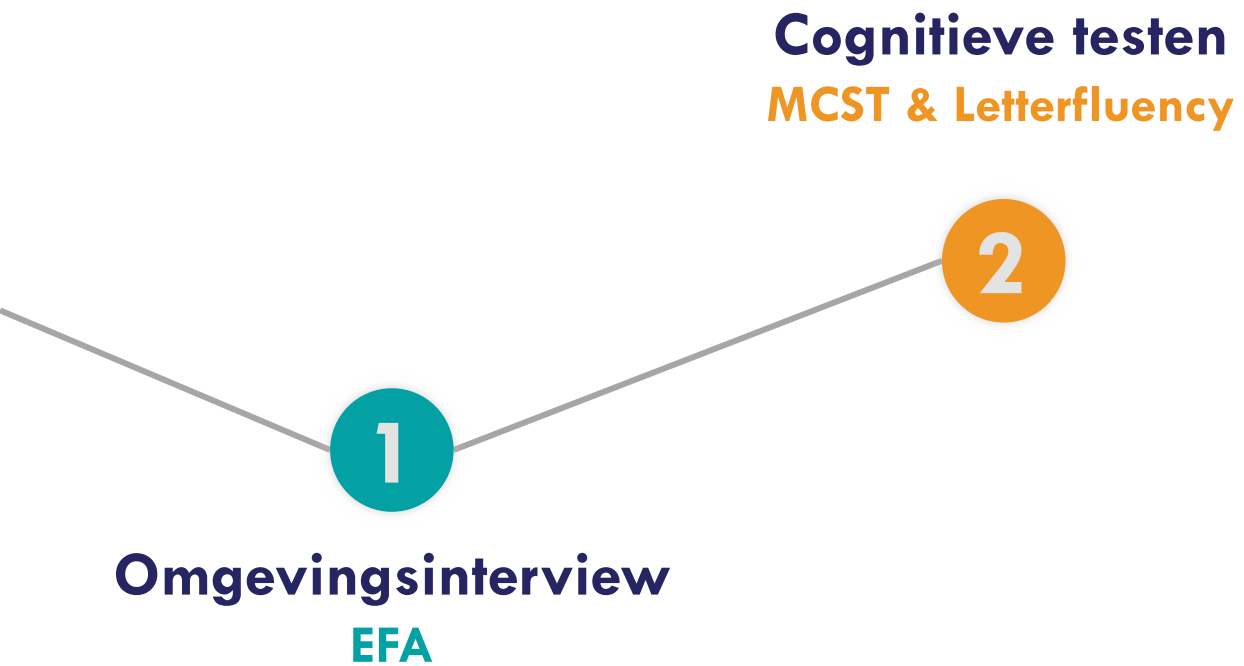 Cognitieve testen
MCST & Letterfluency
2
1
Omgevingsinterview
EFA